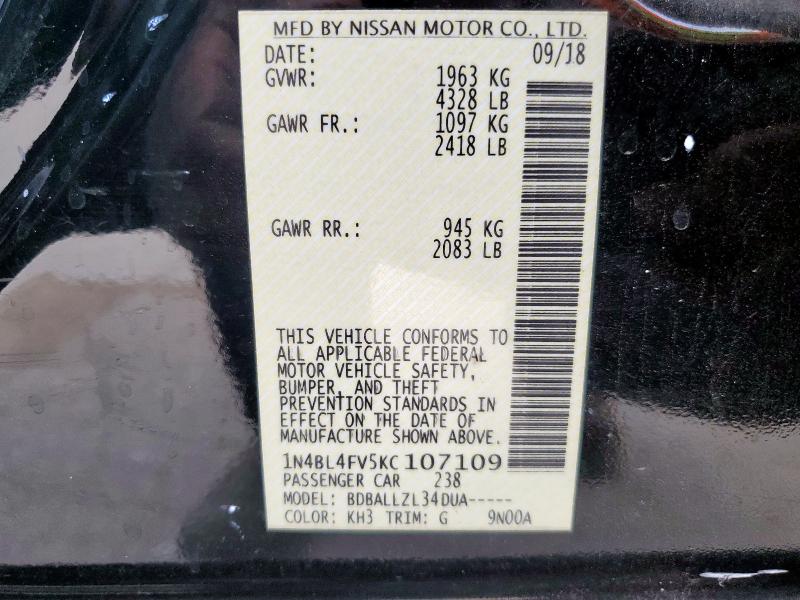 MFD BY NISSAN MOTOR CO., LTD.
DATE: 09/18
GVWR: 1963 KG
4328 LB
GAWR FR.: 1097 KG
2418 LB
GAWR RR.: 945 KG
2083 LB
THIS VEHICLE CONFORMS TO
ALL APPLICABLE FEDERAL
MOTOR VEHICLE SAFETY,
BUMPER, AND THEFT
PREVENTION STANDARDS IN
EFFECT ON THE DATE OF
MANUFACTURE SHOWN ABOVE.
1N4BL4FV5KC107109
PASSENGER CAR 238
MODEL: BDBALLZL34DUA-----
COLOR: KH3 TRIM: G 9N00A